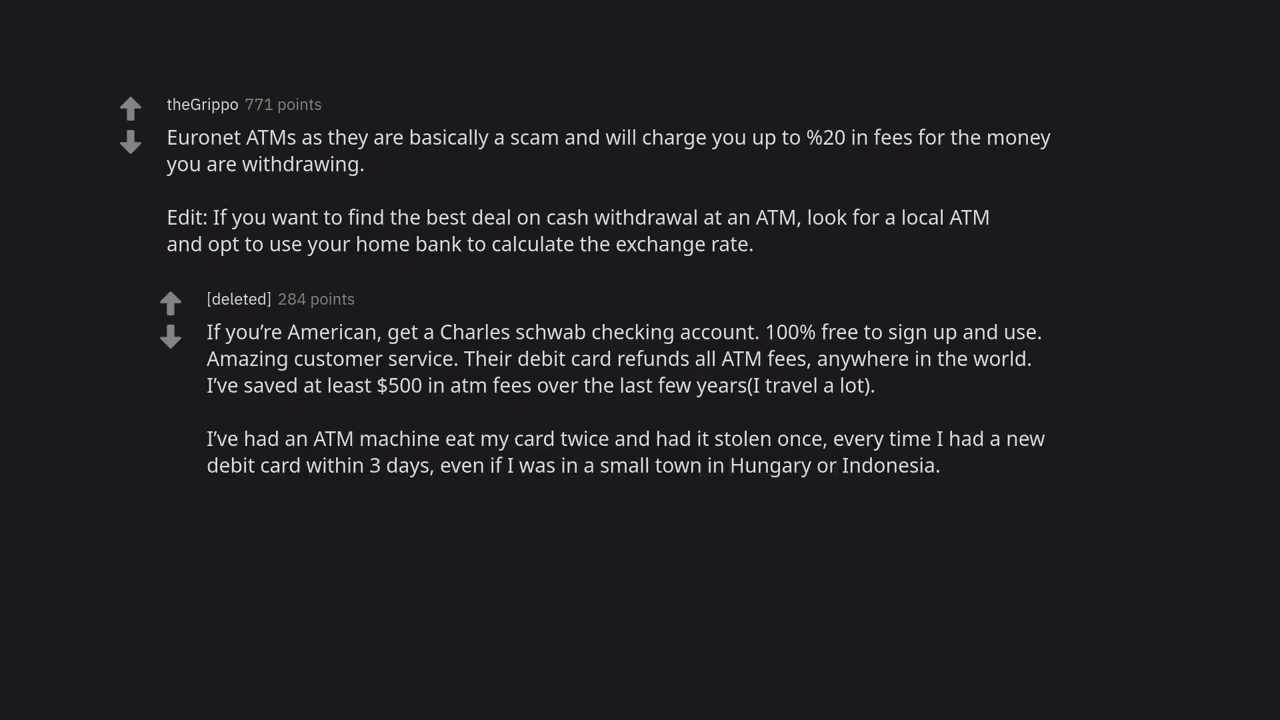 theGrippo 771 points
Euronet ATMs as they are basically a scam and will charge you up to %20 in fees for the money
you are withdrawing.
Edit: If you want to find the best deal on cash withdrawal at an ATM, look for a local ATM
and opt to use your home bank to calculate the exchange rate.
[deleted] 284 points
If you’re American, get a Charles schwab checking account. 100% free to sign up and use.
Amazing customer service. Their debit card refunds all ATM fees, anywhere in the world.
I’ve saved at least $500 in atm fees over the last few years(I travel a lot).
I’ve had an ATM machine eat my card twice and had it stolen once, every time I had a new
debit card within 3 days, even if I was in a small town in Hungary or Indonesia.